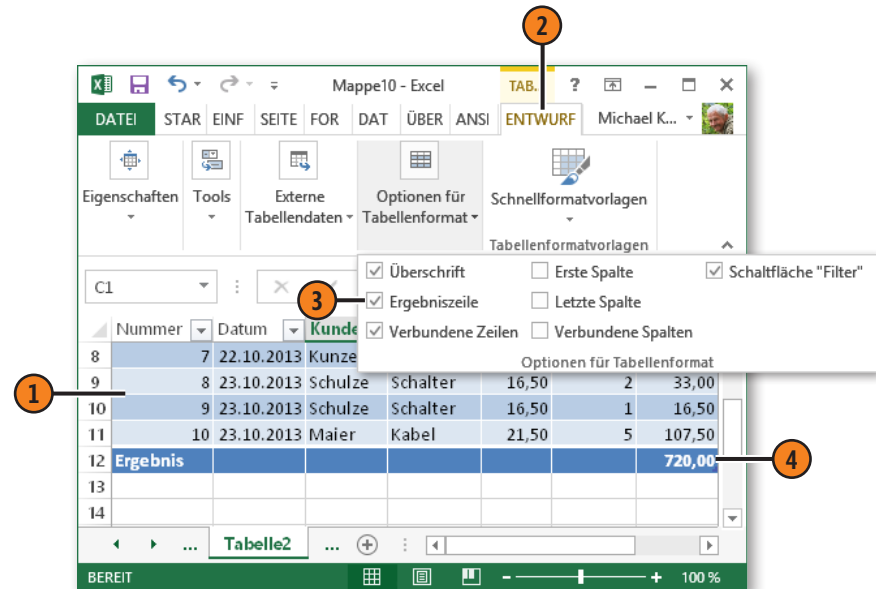 2
Mappe10 - Excel TAB... ?
DATEI STAR EINF SEITE FOR DAT ÜBER ANSI ENTWURF Michael K...
Eigenschaften Tools Externe Tabellendaten Optionen für Tabellenformat Schnellformatvorlagen
Tabellenformatvorlagen
C1
3
Überschrift Erste Spalte Schaltfläche "Filter"
Ergebniszeile Letzte Spalte
Verbundene Zeilen Verbundene Spalten
Optionen für Tabellenformat
Nummer Datum Kunde
8 7 22.10.2013 Kunze
1
9 8 23.10.2013 Schulze Schalter 16,50 2 33,00
10 9 23.10.2013 Schulze Schalter 16,50 1 16,50
11 10 23.10.2013 Maier Kabel 21,50 5 107,50
12 Ergebnis 720,00
4
13
14
... Tabelle2 ...
BEREIT 100 %